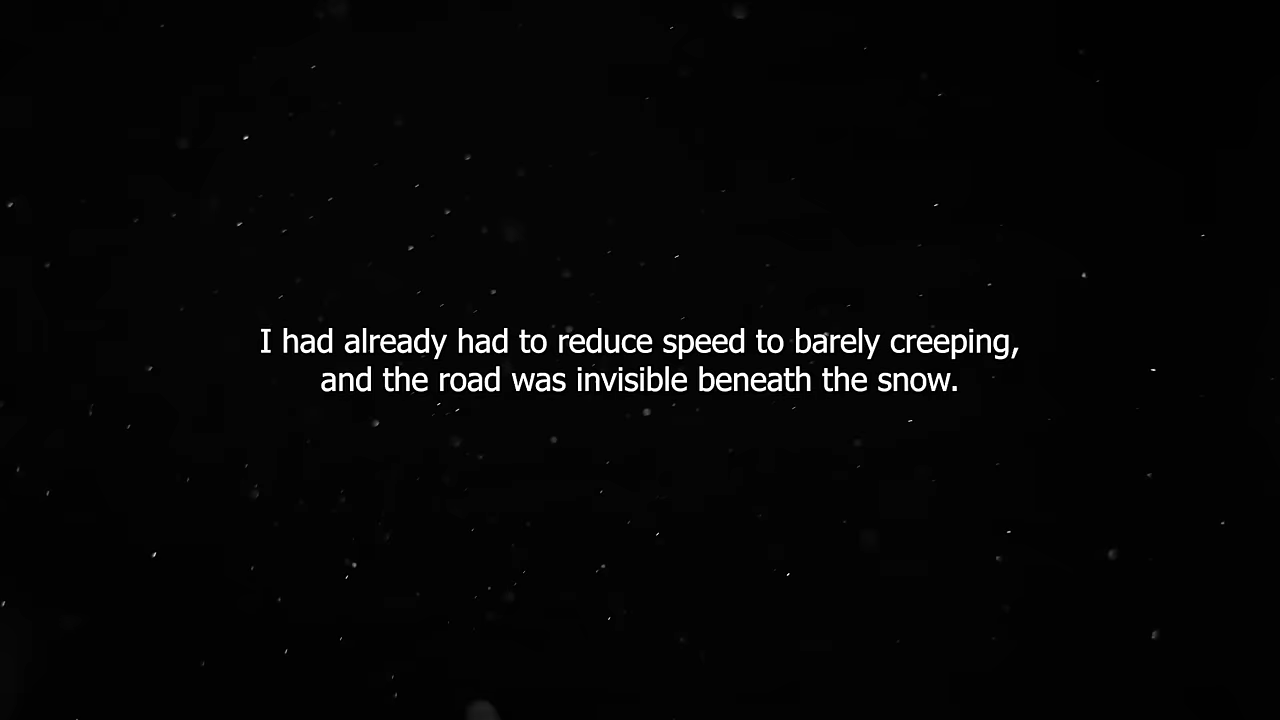 I had already had to reduce speed to barely creeping,
and the road was invisible beneath the snow.